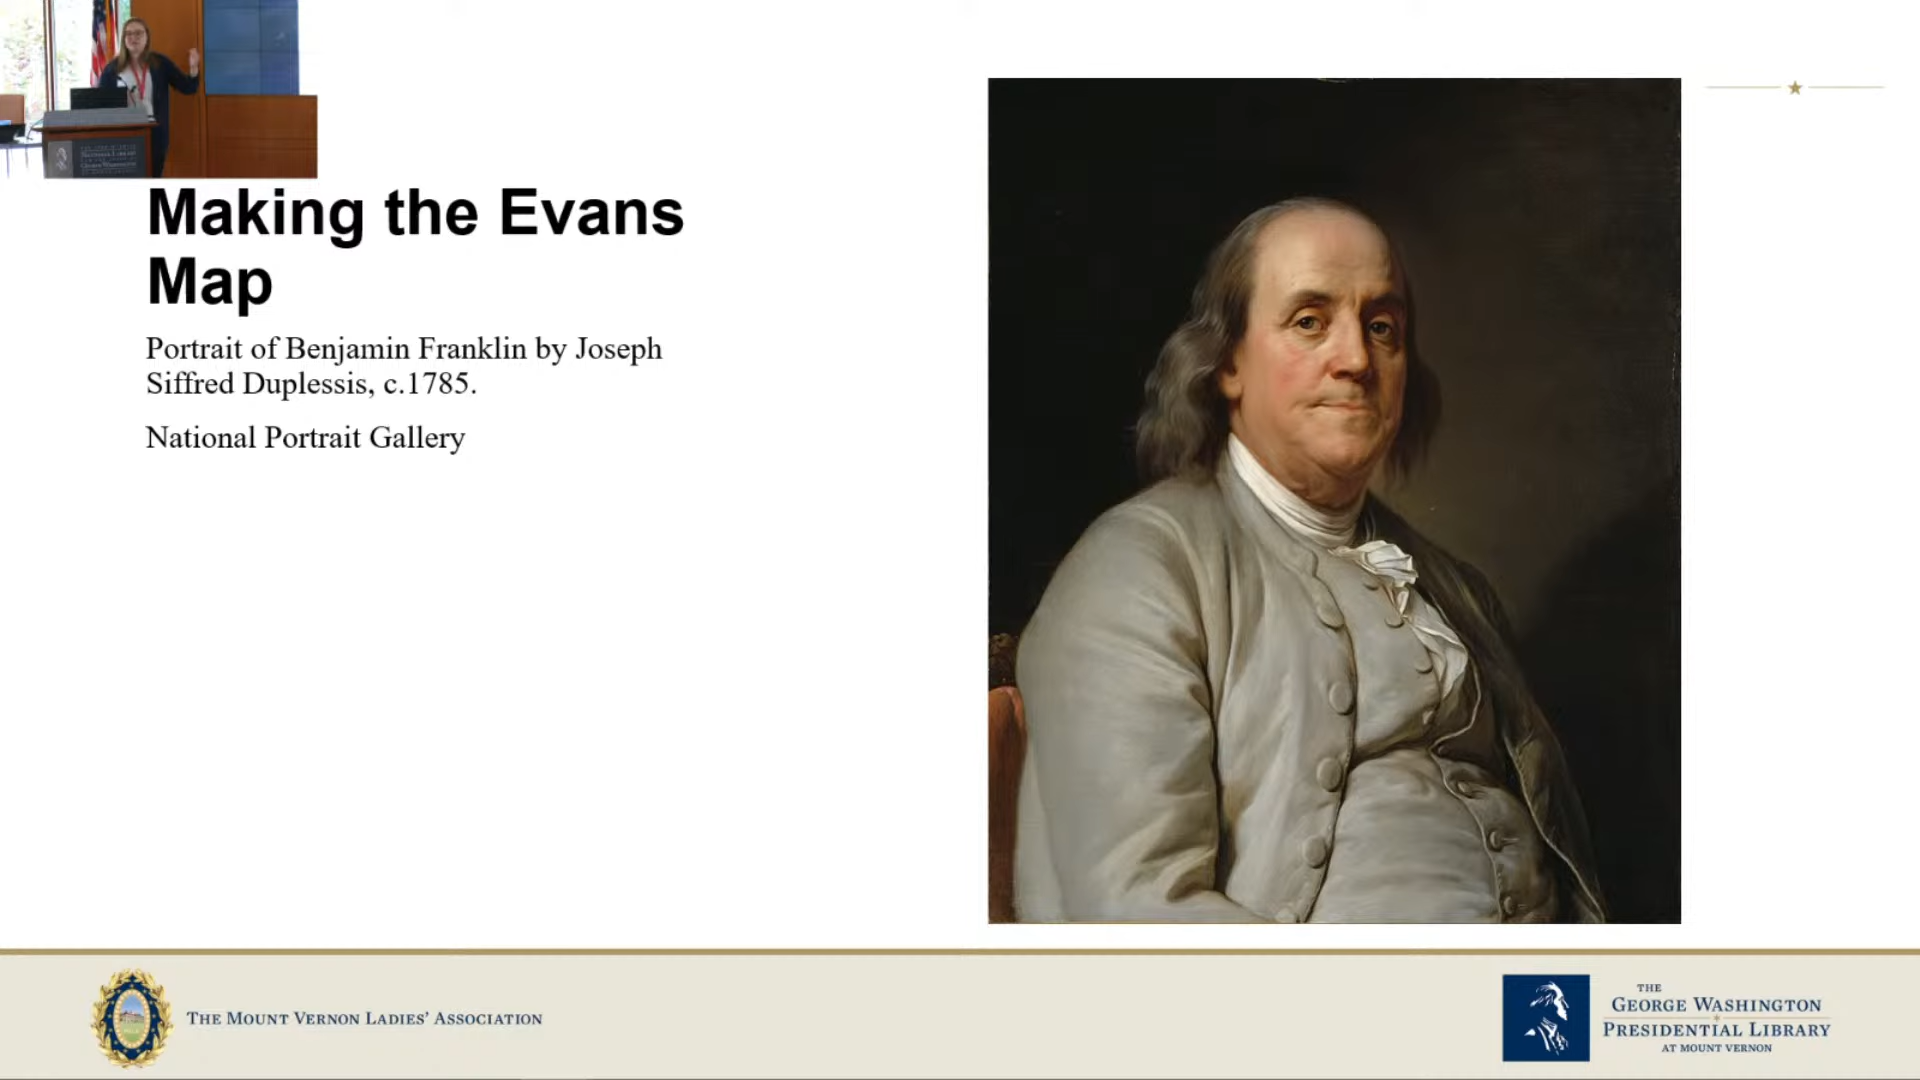 Making the Evans
Map
Portrait of Benjamin Franklin by Joseph
Siffred Duplessis, c.1785.
National Portrait Gallery
THE MOUNT VERNON LADIES' ASSOCIATION
THE
GEORGE WASHINGTON
PRESIDENTIAL LIBRARY
AT MOUNT VERNON